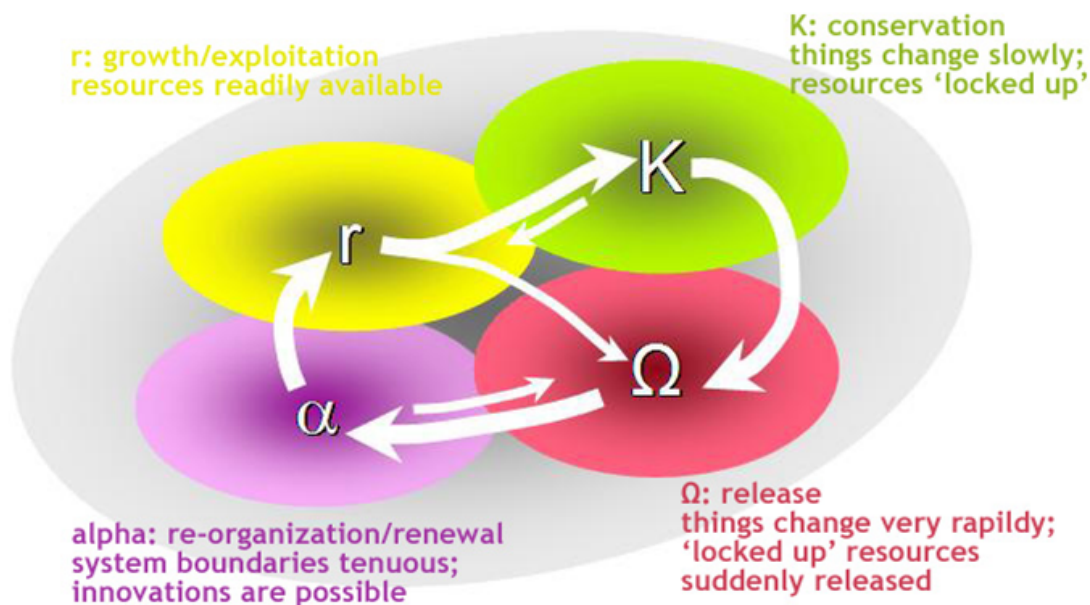 r: growth/exploitation
resources readily available
K: conservation
things change slowly;
resources ‘locked up’
r
K
α
Ω
alpha: re-organization/renewal
system boundaries tenuous;
innovations are possible
Ω: release
things change very rapildy;
‘locked up’ resources
suddenly released